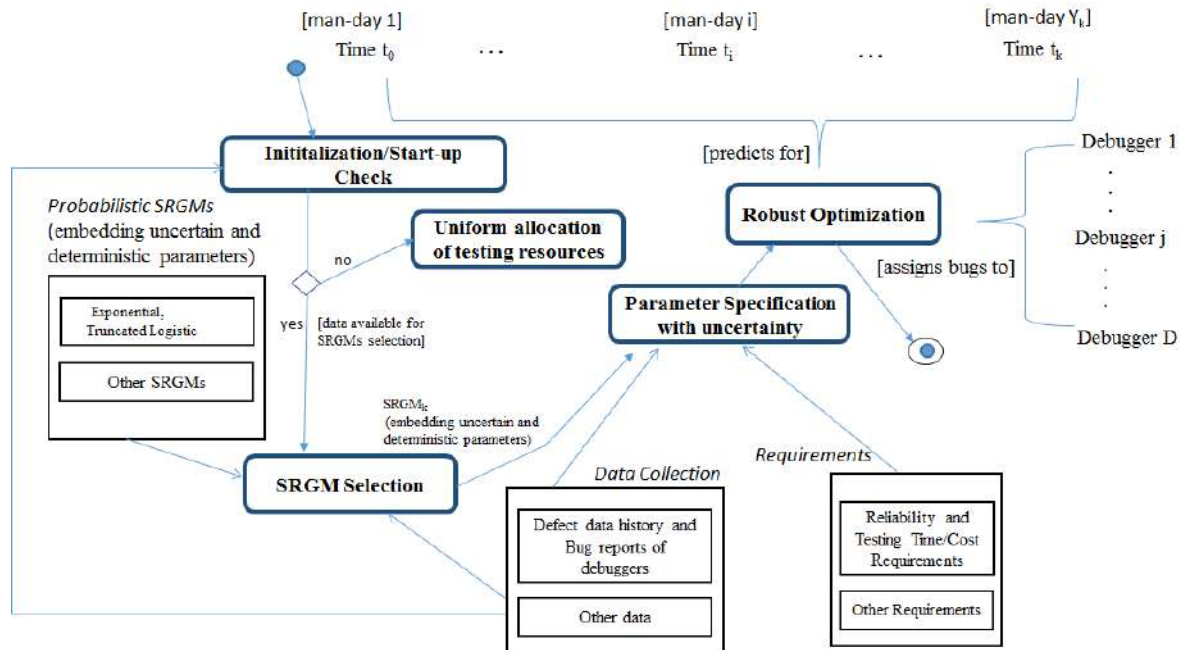 [man-day 1]
[man-day i]
[man-day Yk]
Time t0
...
Time ti
...
Time tk
Inititalization/Start-up
Check
[predicts for]
Debugger 1
.
.
.
Debugger j
.
.
.
Debugger D
Probabilistic SRGMs
(embedding uncertain and
deterministic parameters)
Uniform allocation
of testing resources
Robust Optimization
no
[assigns bugs to]
Exponential,
Truncated Logistic
Other SRGMs
yes
[data available for
SRGMs selection]
Parameter Specification
with uncertainty
SRGMk
(embedding uncertain and
deterministic parameters)
SRGM Selection
Data Collection
Requirements
Defect data history and
Bug reports of
debuggers
Other data
Reliability and
Testing Time/Cost
Requirements
Other Requirements